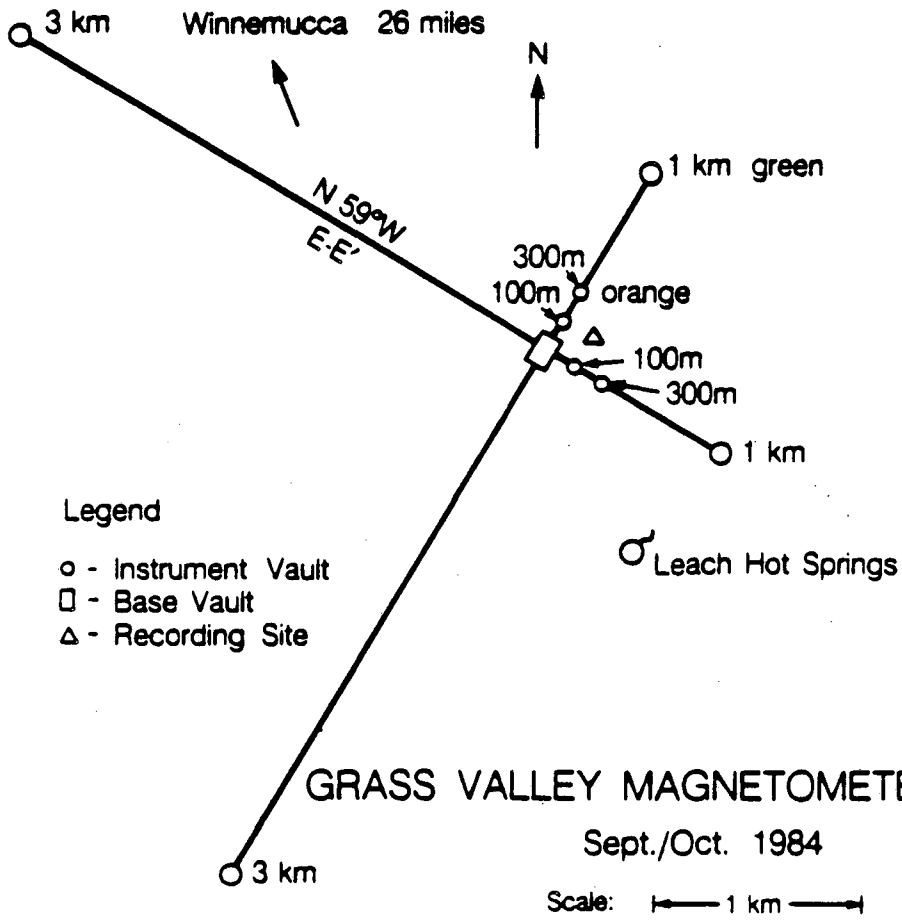 3 km
Winnemucca 26 miles
N
1 km green
N 59°W
E-E'
300m
orange
100m
100m
300m
1 km
Leach Hot Springs
Legend
o - Instrument Vault
▯ - Base Vault
△ - Recording Site
GRASS VALLEY MAGNETOMETE
Sept./Oct. 1984
3 km
Scale: 1 km